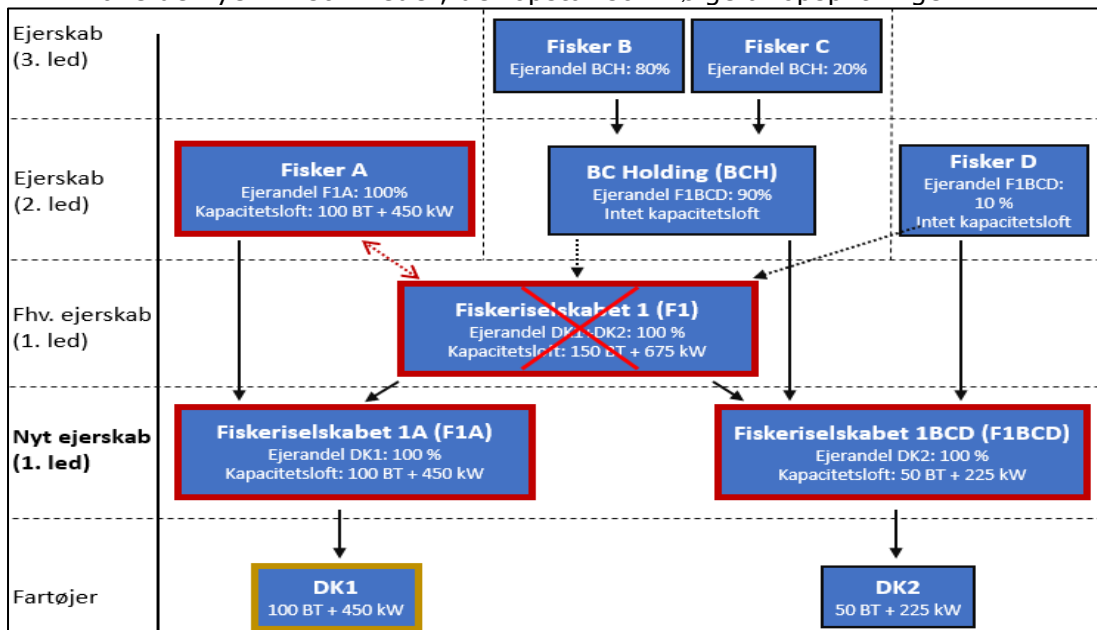 Ejerskab
(3. led)
Fisker B
Ejerandel BCH: 80%
Fisker C
Ejerandel BCH: 20%
Ejerskab
(2. led)
Fisker A
Ejerandel F1A: 100%
Kapacitetsloft: 100 BT + 450 kW
BC Holding (BCH)
Ejerandel F1BCD: 90%
Intet kapacitetsloft
Fisker D
Ejerandel F1BCD:
10 %
Intet kapacitetsloft
Fhv. ejerskab
(1. led)
Fiskeriselskabet 1 (F1)
Ejerandel DK1-DK2: 100 %
Kapacitetsloft: 150 BT + 675 kW
Nyt ejerskab
(1. led)
Fiskeriselskabet 1A (F1A)
Ejerandel DK1: 100 %
Kapacitetsloft: 100 BT + 450 kW
Fiskeriselskabet 1BCD (F1BCD)
Ejerandel DK2: 100 %
Kapacitetsloft: 50 BT + 225 kW
Fartøjer
DK1
100 BT + 450 kW
DK2
50 BT + 225 kW